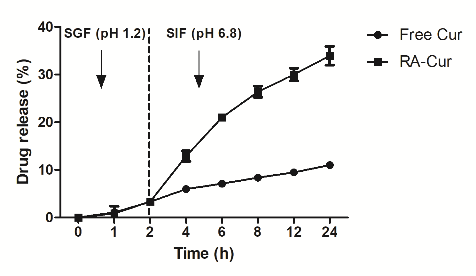 SGF (pH 1.2) SIF (pH 6.8)
Free Cur
RA-Cur
Drug release (%)
40
30
20
10
0
0 1 2 4 6 8 12 24
Time (h)